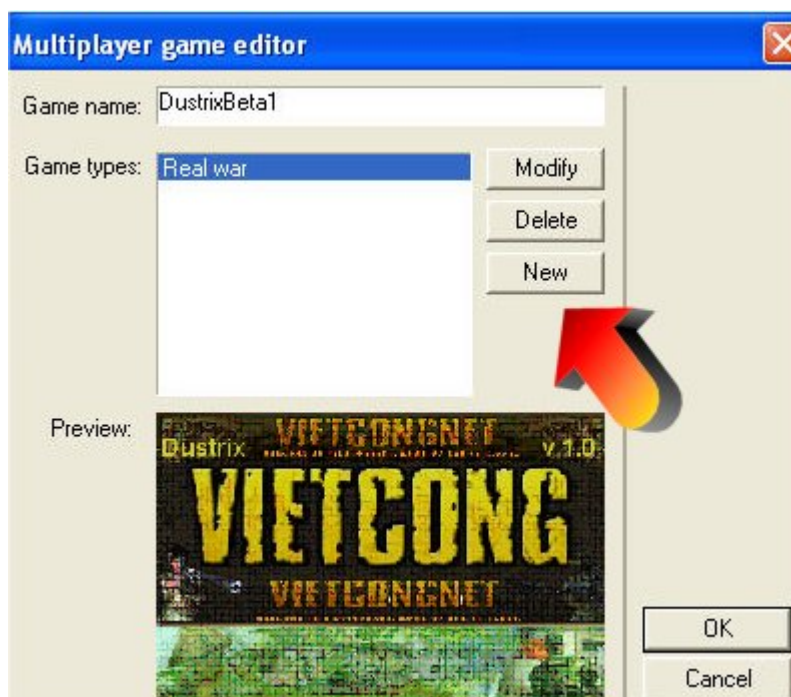 Multiplayer game editor
Game name: DustrixBeta1
Game types: Real war
Modify
Delete
New
Preview:
VIETCONGNET
Dustrix v.1.0
VIETCONG
VIETCONGNET
OK
Cancel